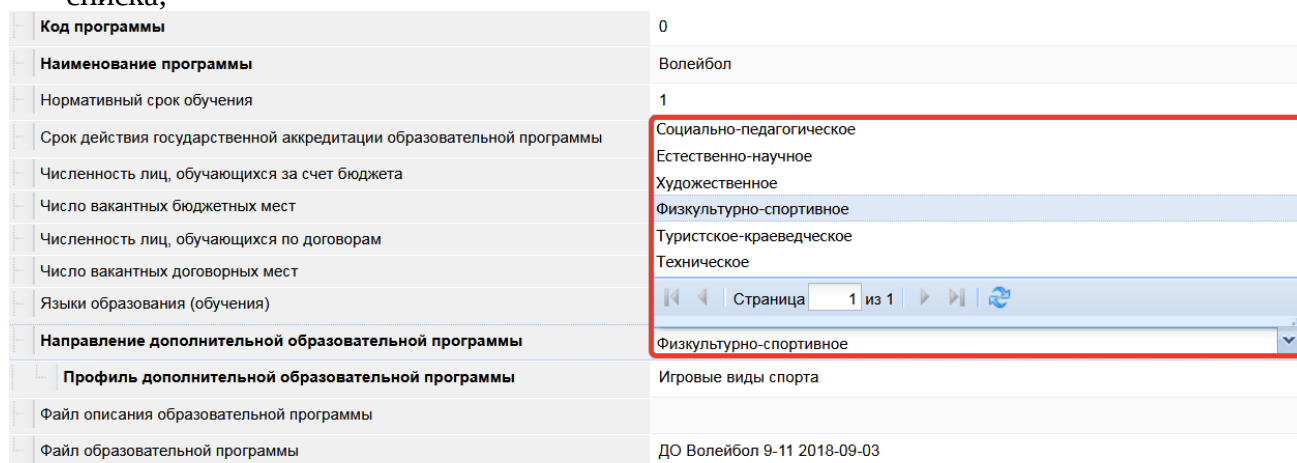 списка;
Код программы 0
Наименование программы Волейбол
Нормативный срок обучения 1
Срок действия государственной аккредитации образовательной программы Социально-педагогическое
Естественно-научное
Численность лиц, обучающихся за счет бюджета Художественное
Число вакантных бюджетных мест Физкультурно-спортивное
Численность лиц, обучающихся по договорам Туристское-краеведческое
Число вакантных договорных мест Техническое
Языки образования (обучения) Страница 1 из 1
Направление дополнительной образовательной программы Физкультурно-спортивное
Профиль дополнительной образовательной программы Игровые виды спорта
Файл описания образовательной программы
Файл образовательной программы ДО Волейбол 9-11 2018-09-03